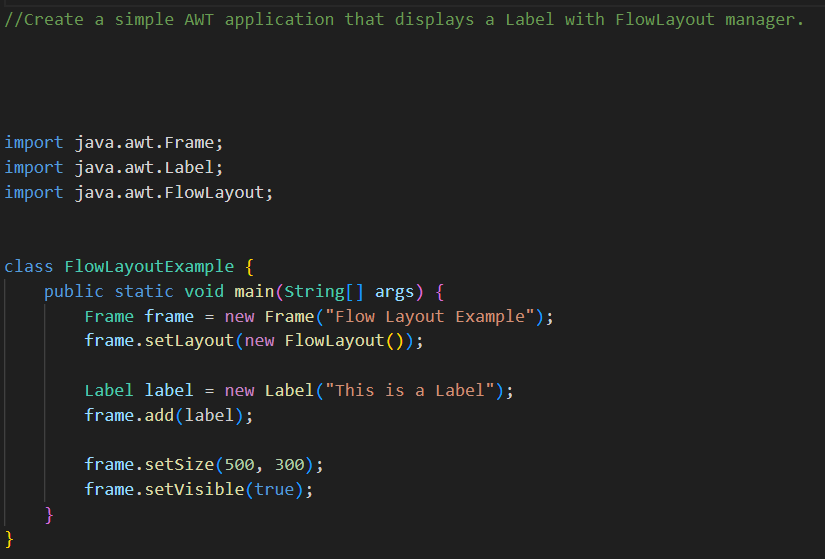 //Create a simple AWT application that displays a Label with FlowLayout manager.
import java.awt.Frame;
import java.awt.Label;
import java.awt.FlowLayout;
class FlowLayoutExample {
    public static void main(String[] args) {
        Frame frame = new Frame("Flow Layout Example");
        frame.setLayout(new FlowLayout());
        Label label = new Label("This is a Label");
        frame.add(label);
        frame.setSize(500, 300);
        frame.setVisible(true);
    }
}